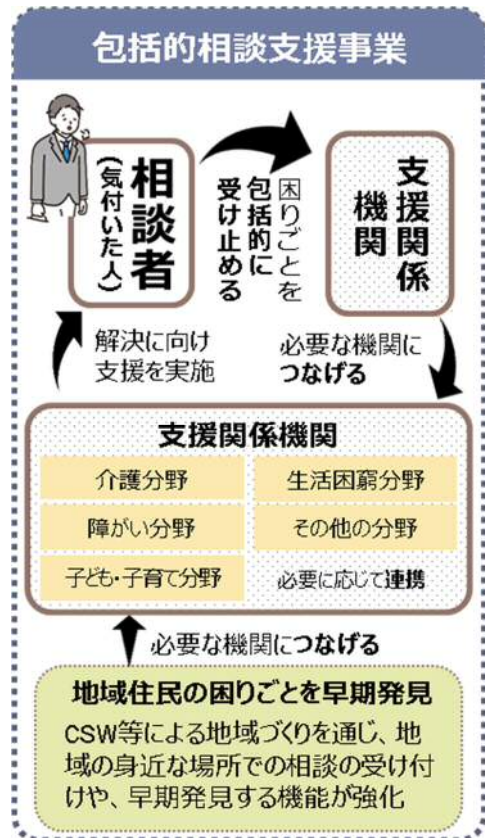 包括的相談支援事業
相談者
(気付いた人)
困りごとを
包括的に
受け止める
支援関係
機関
解決に向け
支援を実施
必要な機関に
つなげる
支援関係機関
介護分野
生活困窮分野
障がい分野
その他の分野
子ども・子育て分野
必要に応じて連携
必要な機関につなげる
地域住民の困りごとを早期発見
CSW等による地域づくりを通じ、地
域の身近な場所での相談の受け付
けや、早期発見する機能が強化